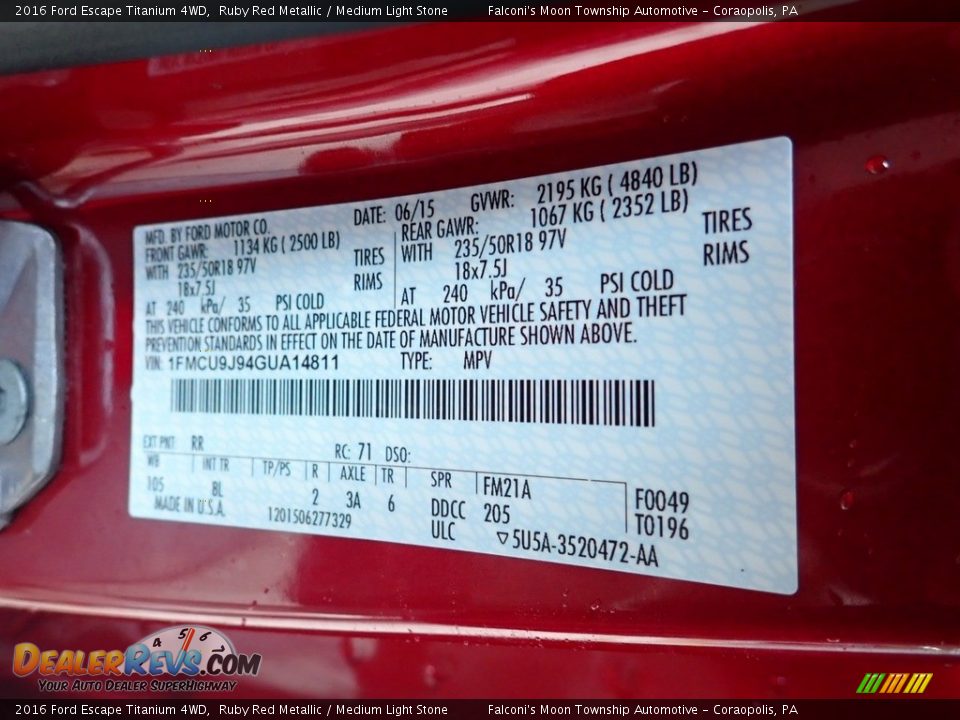 2016 Ford Escape Titanium 4WD, Ruby Red Metallic / Medium Light Stone Falconi's Moon Township Automotive - Coraopolis, PA
MFD. BY FORD MOTOR CO. DATE: 06/15 GVWR: 2195 KG ( 4840 LB)
FRONT GAWR: 1134 KG ( 2500 LB) REAR GAWR: 1067 KG ( 2352 LB)
WITH 235/50R18 97V TIRES WITH 235/50R18 97V TIRES
18x7.5J RIMS 18x7.5J RIMS
AT 240 kPa/ 35 PSI COLD AT 240 kPa/ 35 PSI COLD
THIS VEHICLE CONFORMS TO ALL APPLICABLE FEDERAL MOTOR VEHICLE SAFETY AND THEFT
PREVENTION STANDARDS IN EFFECT ON THE DATE OF MANUFACTURE SHOWN ABOVE.
VIN: 1FMCU9J94GUA14811 TYPE: MPV
EXT PNT RR RC: 71 DSO:
WB INT TR TP/PS R AXLE TR SPR FM21A F0049
105 BL 2 3A 6 DDCC 205 T0196
MADE IN U.S.A. 1201506277329 ULC ▽5U5A-3520472-AA
4 5 6
DealerRevs.com
Your Auto Dealer SuperHighway
2016 Ford Escape Titanium 4WD, Ruby Red Metallic / Medium Light Stone Falconi's Moon Township Automotive - Coraopolis, PA